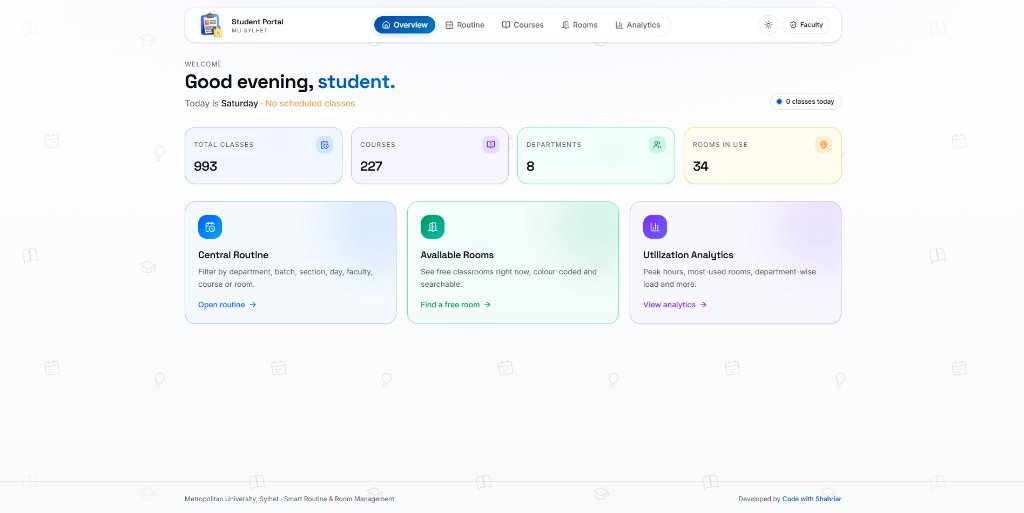 Student Portal
MU SYLHET
Overview
Routine
Courses
Rooms
Analytics
Faculty
WELCOME
Good evening, student.
Today is Saturday · No scheduled classes
0 classes today
TOTAL CLASSES
993
COURSES
227
DEPARTMENTS
8
ROOMS IN USE
34
Central Routine
Filter by department, batch, section, day, faculty,
course or room.
Open routine →
Available Rooms
See free classrooms right now, colour-coded and
searchable.
Find a free room →
Utilization Analytics
Peak hours, most-used rooms, department-wise
load and more.
View analytics →
Metropolitan University, Sylhet · Smart Routine & Room Management
Developed by Code with Shahriar